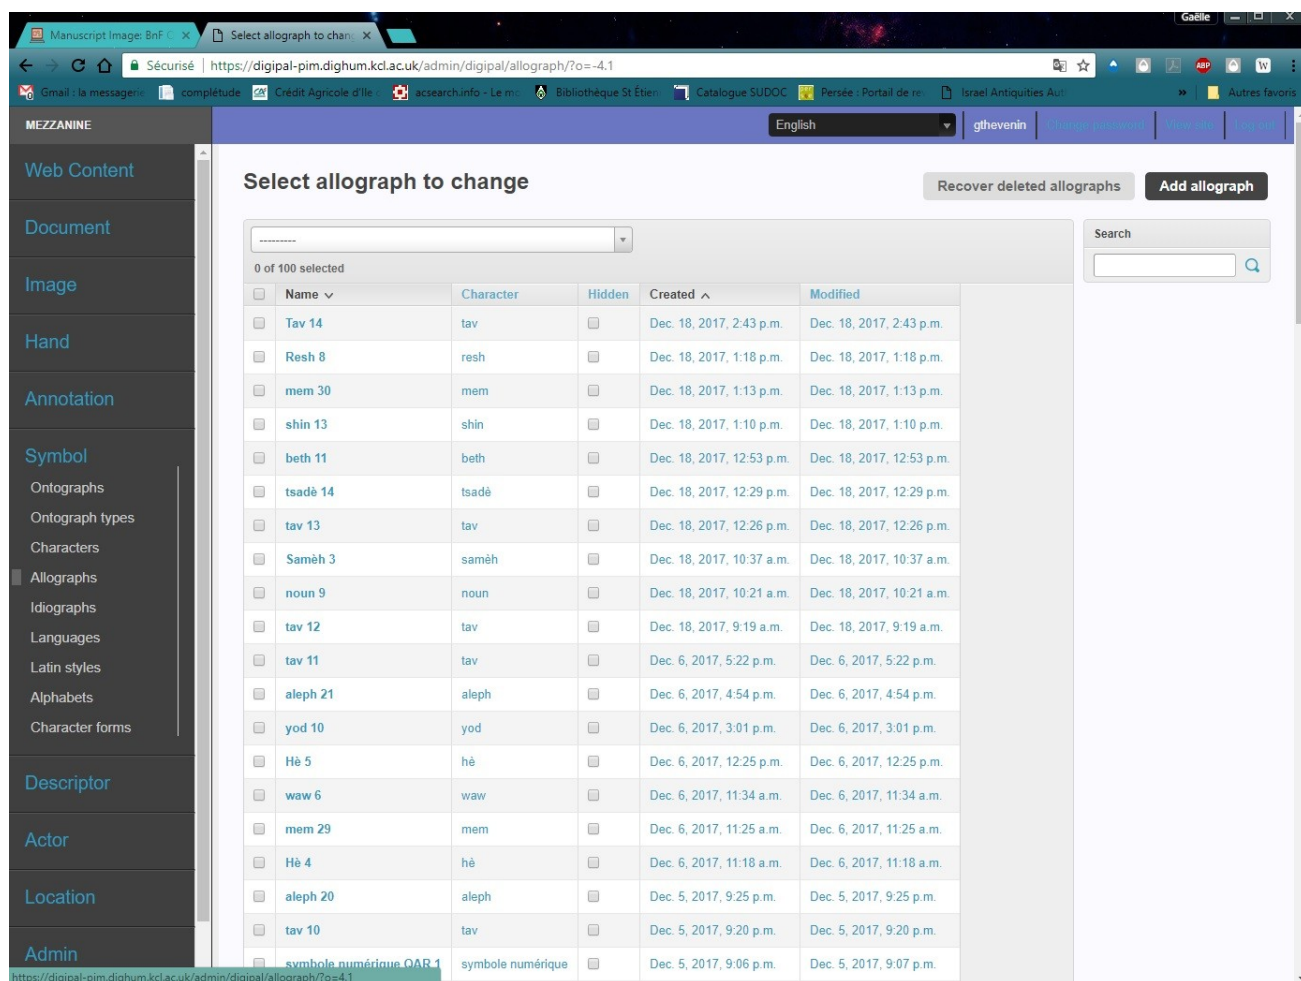 Gaëlle
Manuscript Image: BnF C
Select allograph to chan
Sécurisé https://digipal-pim.dighum.kcl.ac.uk/admin/digipal/allograph/?o=-4.1
ABP W
Gmail : la messagerie complétude Crédit Agricole d'Ille acsearch.info - Le mo Bibliothèque St Étien Catalogue SUDOC Persée : Portail de re Israel Antiquities Aut » Autres favoris
MEZZANINE English gthevenin Change password View site Log out
Web Content
Document
Image
Hand
Annotation
Symbol
Ontographs
Ontograph types
Characters
Allographs
Idiographs
Languages
Latin styles
Alphabets
Character forms
Descriptor
Actor
Location
Admin
https://digipal-pim.dighum.kcl.ac.uk/admin/digipal/allograph/?o=4.1
Select allograph to change
Recover deleted allographs Add allograph
---------
Search
0 of 100 selected
Name Character Hidden Created Modified
Tav 14 tav Dec. 18, 2017, 2:43 p.m. Dec. 18, 2017, 2:43 p.m.
Resh 8 resh Dec. 18, 2017, 1:18 p.m. Dec. 18, 2017, 1:18 p.m.
mem 30 mem Dec. 18, 2017, 1:13 p.m. Dec. 18, 2017, 1:13 p.m.
shin 13 shin Dec. 18, 2017, 1:10 p.m. Dec. 18, 2017, 1:10 p.m.
beth 11 beth Dec. 18, 2017, 12:53 p.m. Dec. 18, 2017, 12:53 p.m.
tsadè 14 tsadè Dec. 18, 2017, 12:29 p.m. Dec. 18, 2017, 12:29 p.m.
tav 13 tav Dec. 18, 2017, 12:26 p.m. Dec. 18, 2017, 12:26 p.m.
Samèh 3 samèh Dec. 18, 2017, 10:37 a.m. Dec. 18, 2017, 10:37 a.m.
noun 9 noun Dec. 18, 2017, 10:21 a.m. Dec. 18, 2017, 10:21 a.m.
tav 12 tav Dec. 18, 2017, 9:19 a.m. Dec. 18, 2017, 9:19 a.m.
tav 11 tav Dec. 6, 2017, 5:22 p.m. Dec. 6, 2017, 5:22 p.m.
aleph 21 aleph Dec. 6, 2017, 4:54 p.m. Dec. 6, 2017, 4:54 p.m.
yod 10 yod Dec. 6, 2017, 3:01 p.m. Dec. 6, 2017, 3:01 p.m.
Hè 5 hè Dec. 6, 2017, 12:25 p.m. Dec. 6, 2017, 12:25 p.m.
waw 6 waw Dec. 6, 2017, 11:34 a.m. Dec. 6, 2017, 11:34 a.m.
mem 29 mem Dec. 6, 2017, 11:25 a.m. Dec. 6, 2017, 11:25 a.m.
Hè 4 hè Dec. 6, 2017, 11:18 a.m. Dec. 6, 2017, 11:18 a.m.
aleph 20 aleph Dec. 5, 2017, 9:25 p.m. Dec. 5, 2017, 9:25 p.m.
tav 10 tav Dec. 5, 2017, 9:20 p.m. Dec. 5, 2017, 9:20 p.m.
symbole numérique QAR 1 symbole numérique Dec. 5, 2017, 9:06 p.m. Dec. 5, 2017, 9:07 p.m.